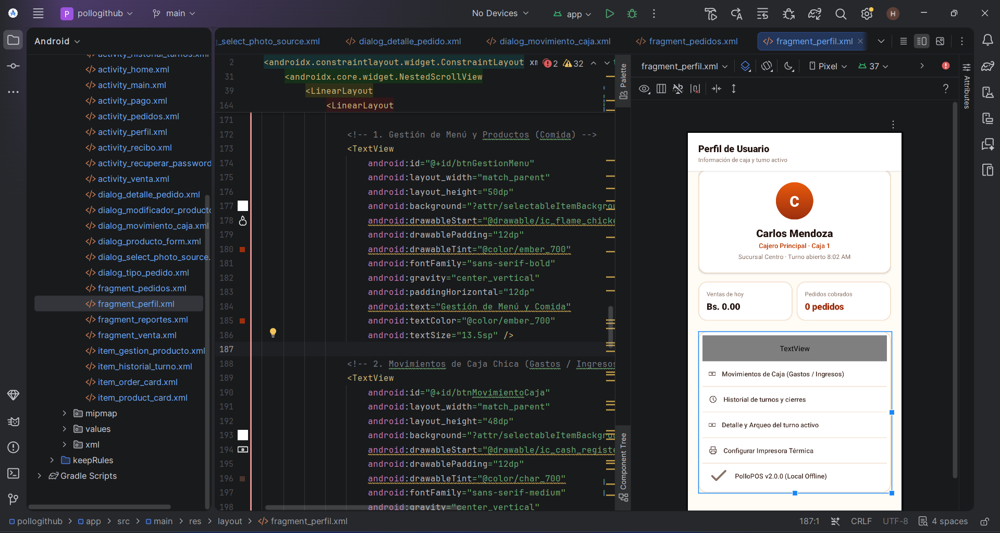 P pollogithub main No Devices app H
Android
_select_photo_source.xml dialog_detalle_pedido.xml dialog_movimiento_caja.xml fragment_pedidos.xml fragment_perfil.xml
activity_historial_turnos.xml
activity_home.xml
activity_main.xml
activity_pago.xml
activity_pedidos.xml
activity_perfil.xml
activity_recibo.xml
activity_recuperar_password
activity_venta.xml
dialog_detalle_pedido.xml
dialog_modificador_producto
dialog_movimiento_caja.xml
dialog_producto_form.xml
dialog_select_photo_source.
dialog_tipo_pedido.xml
fragment_pedidos.xml
fragment_perfil.xml
fragment_reportes.xml
fragment_venta.xml
item_gestion_producto.xml
item_historial_turno.xml
item_order_card.xml
item_product_card.xml
mipmap
values
xml
keepRules
Gradle Scripts
2 <androidx.constraintlayout.widget.ConstraintLayout xm 2 32
31 <androidx.core.widget.NestedScrollView
39 <LinearLayout
164 <LinearLayout
171
172 <!-- 1. Gestión de Menú y Productos (Comida) -->
173 <TextView
174 android:id="@+id/btnGestionMenu"
175 android:layout_width="match_parent"
176 android:layout_height="50dp"
177 android:background="?attr/selectableItemBackgrou
178 android:drawableStart="@drawable/ic_flame_chicke
179 android:drawablePadding="12dp"
180 android:drawableTint="@color/ember_700"
181 android:fontFamily="sans-serif-bold"
182 android:gravity="center_vertical"
183 android:paddingHorizontal="12dp"
184 android:text="Gestión de Menú y Comida"
185 android:textColor="@color/ember_700"
186 android:textSize="13.5sp" />
187
188 <!-- 2. Movimientos de Caja Chica (Gastos / Ingresos
189 <TextView
190 android:id="@+id/btnMovimientoCaja"
191 android:layout_width="match_parent"
192 android:layout_height="48dp"
193 android:background="?attr/selectableItemBackgrou
194 android:drawableStart="@drawable/ic_cash_registe
195 android:drawablePadding="12dp"
196 android:drawableTint="@color/char_700"
197 android:fontFamily="sans-serif-medium"
198 android:gravity="center_vertical"
Palette
Component Tree
fragment_perfil.xml Pixel 37
?
Attributes
Perfil de Usuario
Información de caja y turno activo
C
Carlos Mendoza
Cajero Principal · Caja 1
Sucursal Centro · Turno abierto 8:02 AM
Ventas de hoy
Bs. 0.00
Pedidos cobrados
0 pedidos
TextView
Movimientos de Caja (Gastos / Ingresos)
Historial de turnos y cierres
Detalle y Arqueo del turno activo
Configurar Impresora Térmica
PolloPOS v2.0.0 (Local Offline)
pollogithub > app > src > main > res > layout > fragment_perfil.xml 187:1 CRLF UTF-8 4 spaces